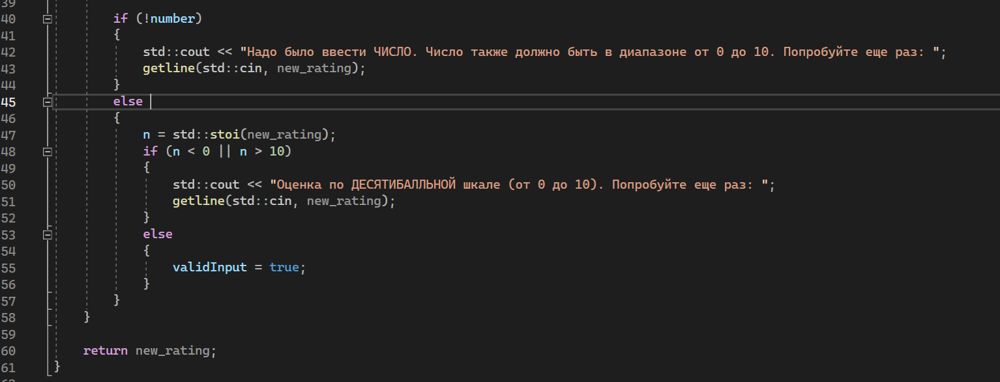 39
40 if (!number)
41 {
42 std::cout << "Надо было ввести ЧИСЛО. Число также должно быть в диапазоне от 0 до 10. Попробуйте еще раз: ";
43 getline(std::cin, new_rating);
44 }
45 else
46 {
47 n = std::stoi(new_rating);
48 if (n < 0 || n > 10)
49 {
50 std::cout << "Оценка по ДЕСЯТИБАЛЛЬНОЙ шкале (от 0 до 10). Попробуйте еще раз: ";
51 getline(std::cin, new_rating);
52 }
53 else
54 {
55 validInput = true;
56 }
57 }
58 }
59
60 return new_rating;
61 }